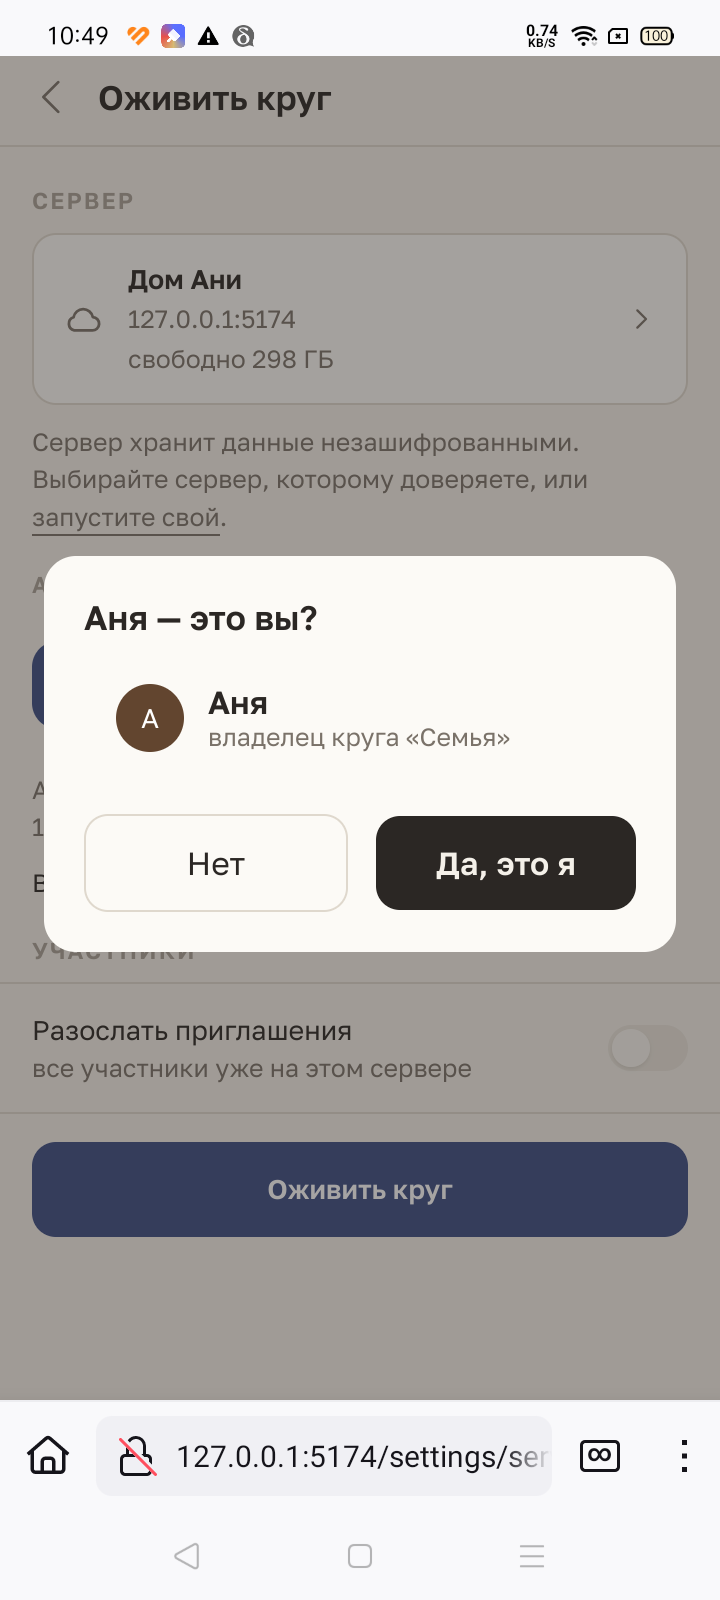 10:49
0.74
KB/S
100
Оживить круг
СЕРВЕР
Дом Ани
127.0.0.1:5174
свободно 298 ГБ
Сервер хранит данные незашифрованными.
Выбирайте сервер, которому доверяете, или
запустите свой.
Аня — это вы?
А
Аня
владелец круга «Семья»
Нет
Да, это я
УЧАСТНИКИ
Разослать приглашения
все участники уже на этом сервере
Оживить круг
127.0.0.1:5174/settings/ser